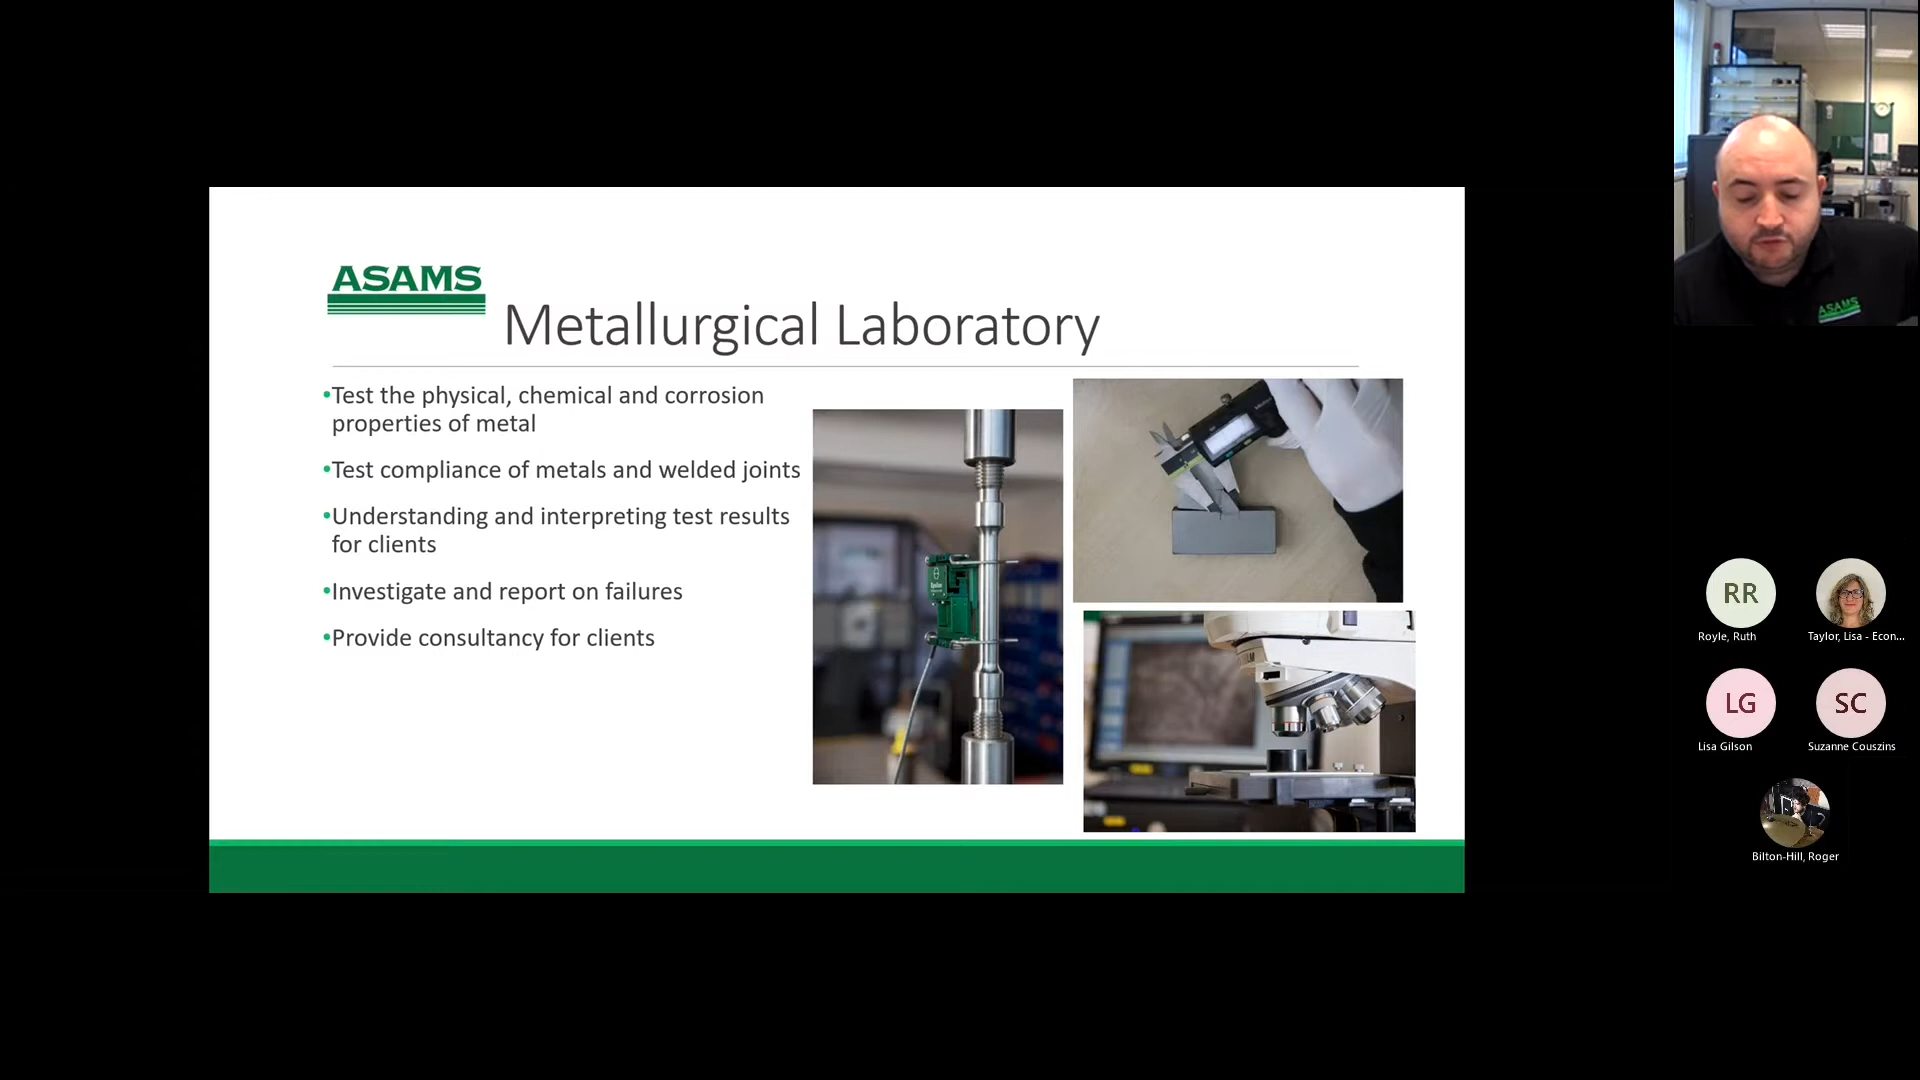 ASAMS
Metallurgical Laboratory
•Test the physical, chemical and corrosion
properties of metal
•Test compliance of metals and welded joints
•Understanding and interpreting test results
for clients
•Investigate and report on failures
•Provide consultancy for clients
ASAMS
RR
Royle, Ruth
Taylor, Lisa - Econ...
LG
SC
Lisa Gilson
Suzanne Couszins
Bilton-Hill, Roger